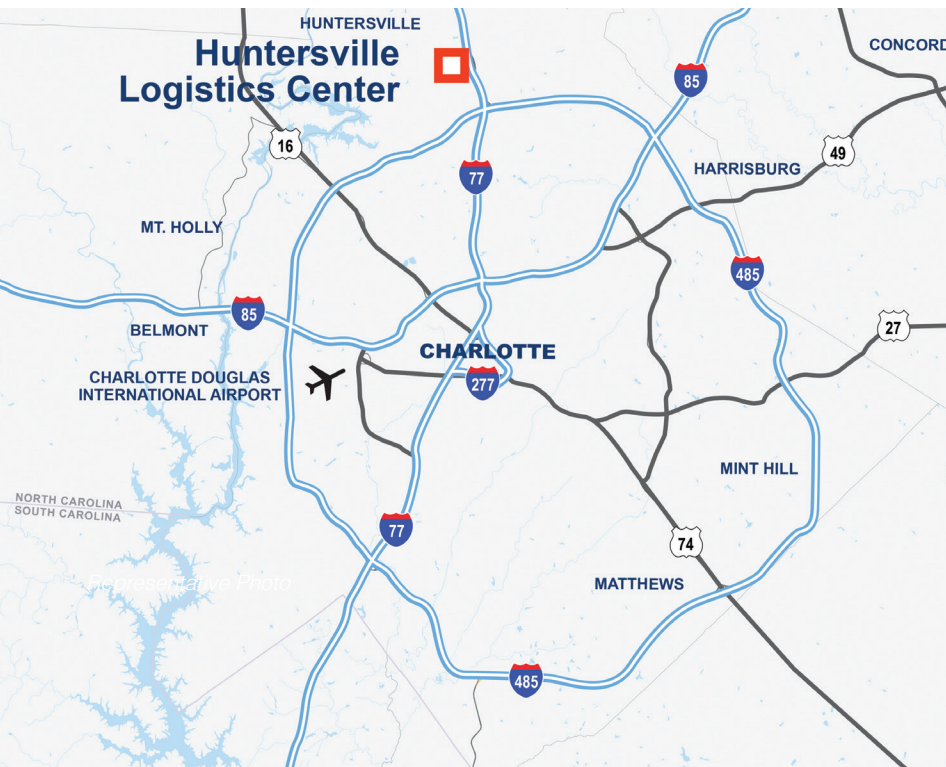 HUNTERSVILLE
Huntersville
Logistics Center
CONCORD
85
16
49
77
HARRISBURG
MT. HOLLY
485
85
27
BELMONT
CHARLOTTE
CHARLOTTE DOUGLAS
INTERNATIONAL AIRPORT
277
MINT HILL
NORTH CAROLINA
SOUTH CAROLINA
77
74
Representative Photo
MATTHEWS
485